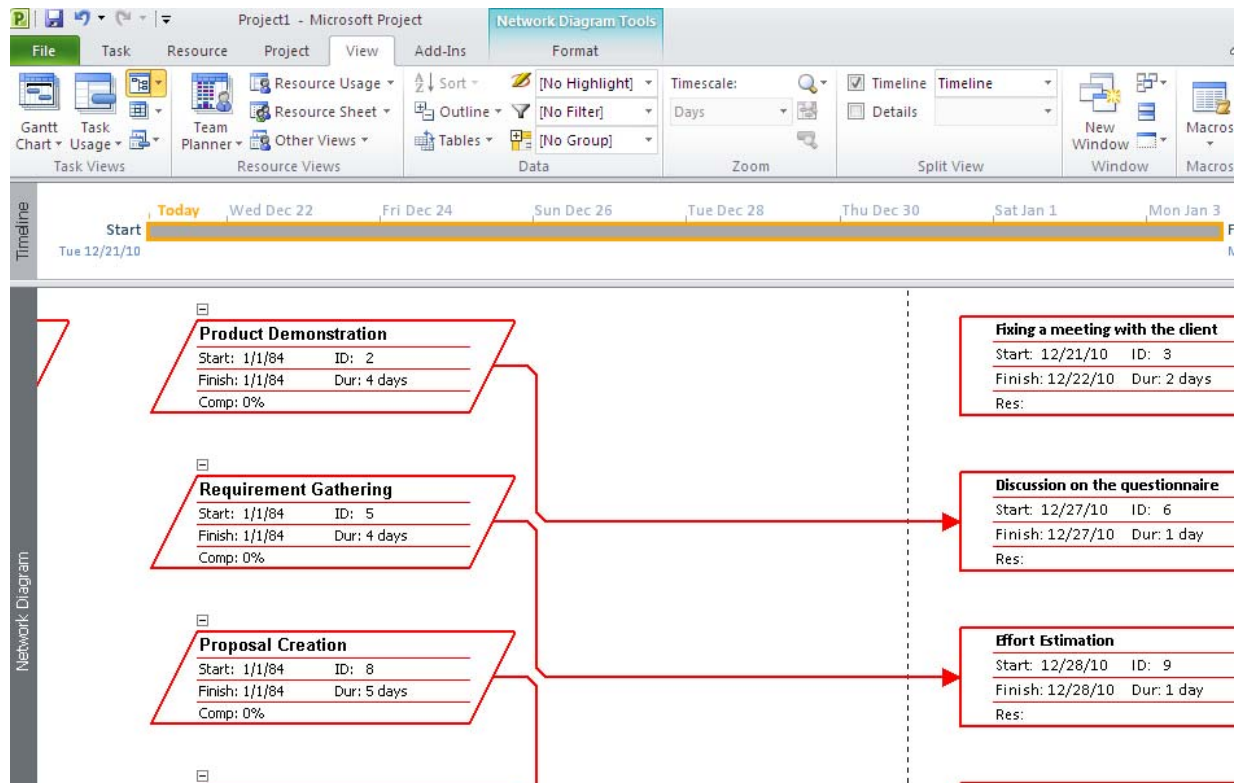 Project1 - Microsoft Project
Network Diagram Tools
File Task Resource Project View Add-Ins Format
Gantt Chart
Task Usage
Task Views
Team Planner
Resource Usage
Resource Sheet
Other Views
Resource Views
Sort
Outline
Tables
[No Highlight]
[No Filter]
[No Group]
Data
Timescale:
Days
Zoom
Timeline Timeline
Details
Split View
New Window
Window
Macros
Macros
Timeline
Today Wed Dec 22 Fri Dec 24 Sun Dec 26 Tue Dec 28 Thu Dec 30 Sat Jan 1 Mon Jan 3
Start
Tue 12/21/10
Network Diagram
Product Demonstration
Start: 1/1/84 ID: 2
Finish: 1/1/84 Dur: 4 days
Comp: 0%
Fixing a meeting with the client
Start: 12/21/10 ID: 3
Finish: 12/22/10 Dur: 2 days
Res:
Requirement Gathering
Start: 1/1/84 ID: 5
Finish: 1/1/84 Dur: 4 days
Comp: 0%
Discussion on the questionnaire
Start: 12/27/10 ID: 6
Finish: 12/27/10 Dur: 1 day
Res:
Proposal Creation
Start: 1/1/84 ID: 8
Finish: 1/1/84 Dur: 5 days
Comp: 0%
Effort Estimation
Start: 12/28/10 ID: 9
Finish: 12/28/10 Dur: 1 day
Res: